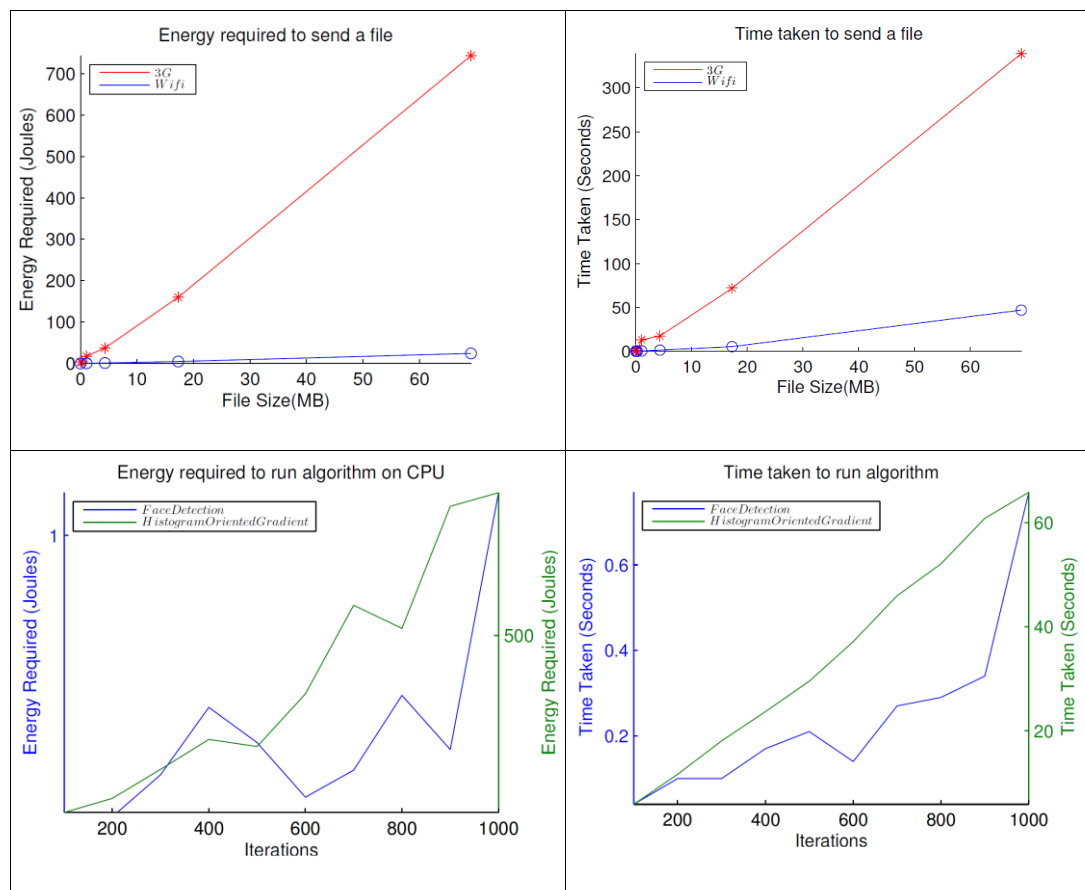 Energy required to send a file
3G
Wifi
Energy Required (Joules)
700
600
500
400
300
200
100
0
0 10 20 30 40 50 60
File Size(MB)
Time taken to send a file
3G
Wifi
Time Taken (Seconds)
300
250
200
150
100
50
0
0 10 20 30 40 50 60
File Size(MB)
Energy required to run algorithm on CPU
FaceDetection
HistogramOrientedGradient
Energy Required (Joules)
1
500
Energy Required (Joules)
200 400 600 800 1000
Iterations
Time taken to run algorithm
FaceDetection
HistogramOrientedGradient
Time Taken (Seconds)
0.6
0.4
0.2
60
40
20
Time Taken (Seconds)
200 400 600 800 1000
Iterations